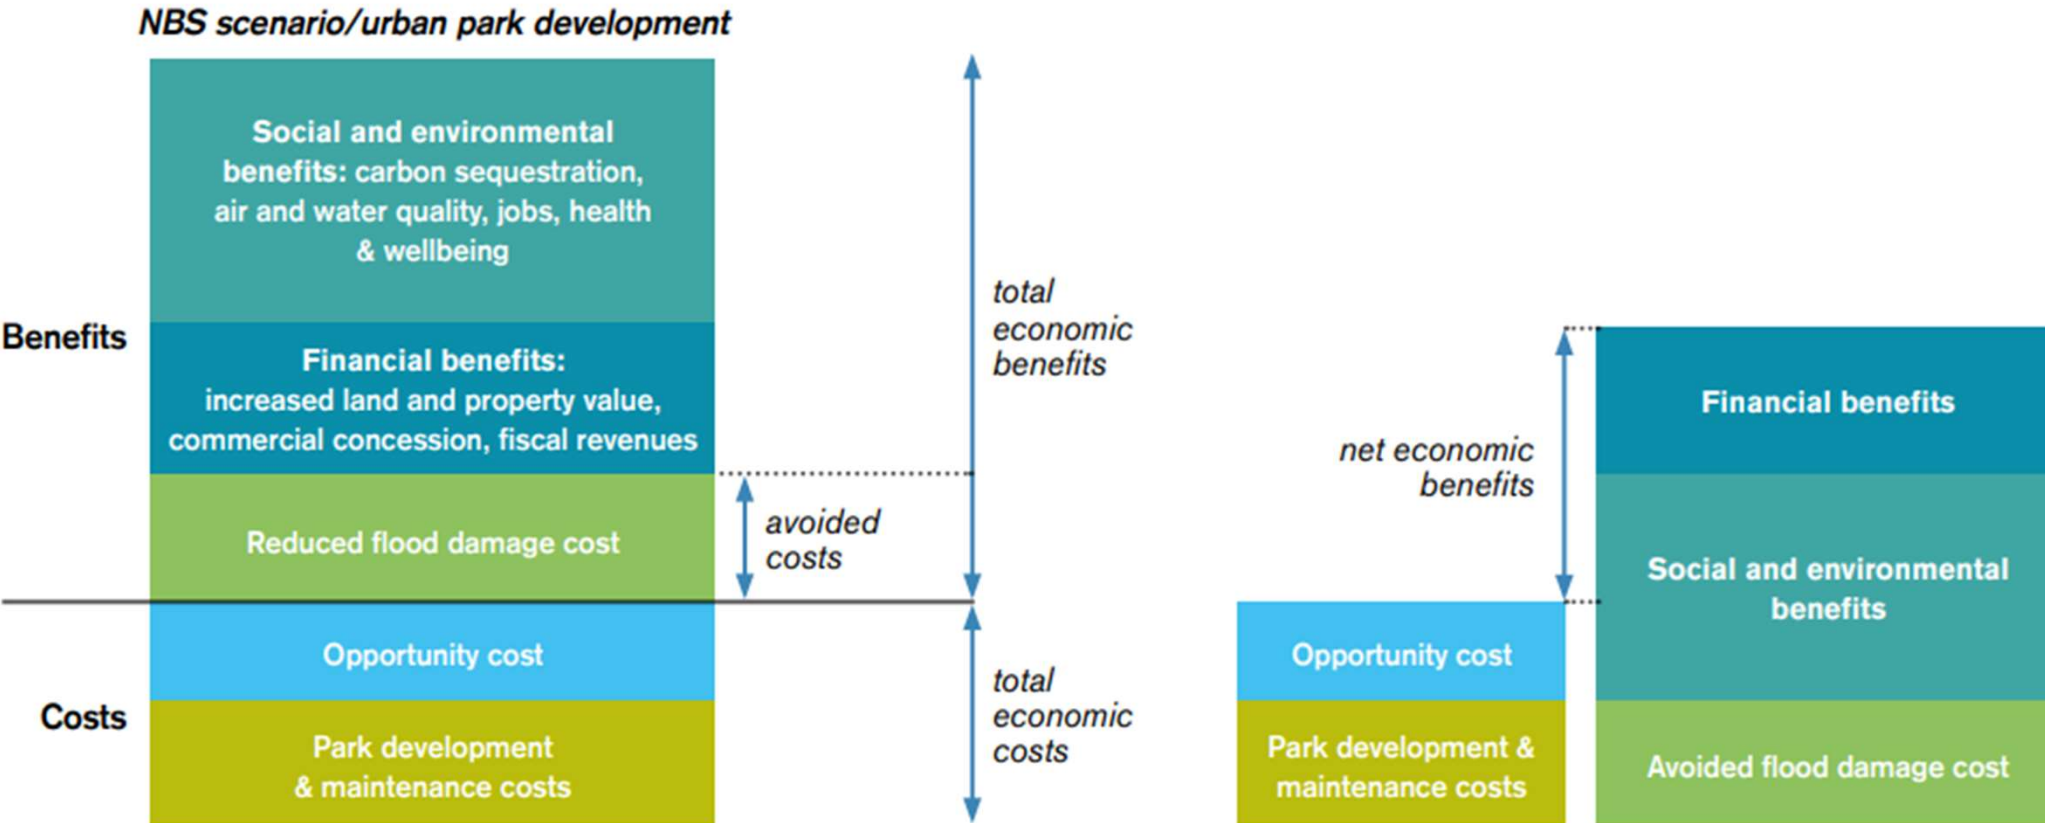 NBS scenario/urban park development
Social and environmental
benefits: carbon sequestration,
air and water quality, jobs, health
& wellbeing
Benefits
Financial benefits:
increased land and property value,
commercial concession, fiscal revenues
Reduced flood damage cost
avoided
costs
total
economic
benefits
Opportunity cost
Costs
Park development
& maintenance costs
total
economic
costs
net economic
benefits
Financial benefits
Social and environmental
benefits
Avoided flood damage cost
Opportunity cost
Park development &
maintenance costs